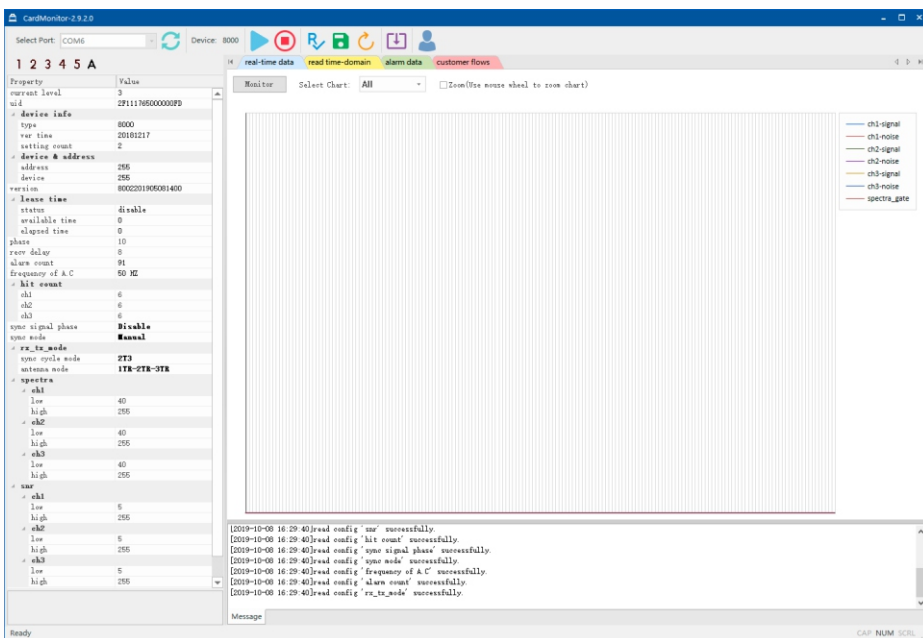 CardMonitor-2.9.2.0
Select Port: COM6 Device: 8000
1 2 3 4 5 A
Property Value
current level 3
uid 2F111765000000FD
device info
type 8000
ver time 20181217
setting count 2
device & address
address 255
device 255
version 8002201905081400
lease time
status disable
available time 0
elapsed time 0
phase 10
recv delay 8
alarm count 91
frequency of A.C 50 HZ
hit count
ch1 6
ch2 6
ch3 6
sync signal phase Disable
sync mode Manual
rx_tx_mode
sync cycle mode 2T3
antenna mode 1TR-2TR-3TR
spectra
ch1
low 40
high 255
ch2
low 40
high 255
ch3
low 40
high 255
snr
ch1
low 5
high 255
ch2
low 5
high 255
ch3
low 5
high 255
real-time data read time-domain alarm data customer flows
Monitor Select Chart: All Zoom(Use mouse wheel to zoom chart)
ch1-signal
ch1-noise
ch2-signal
ch2-noise
ch3-signal
ch3-noise
spectra_gate
[2019-10-08 16:29:40]read config 'snr' successfully.
[2019-10-08 16:29:40]read config 'hit count' successfully.
[2019-10-08 16:29:40]read config 'sync signal phase' successfully.
[2019-10-08 16:29:40]read config 'sync mode' successfully.
[2019-10-08 16:29:40]read config 'frequency of A.C' successfully.
[2019-10-08 16:29:40]read config 'alarm count' successfully.
[2019-10-08 16:29:40]read config 'rx_tx_mode' successfully.
Message
Ready CAP NUM SCRL